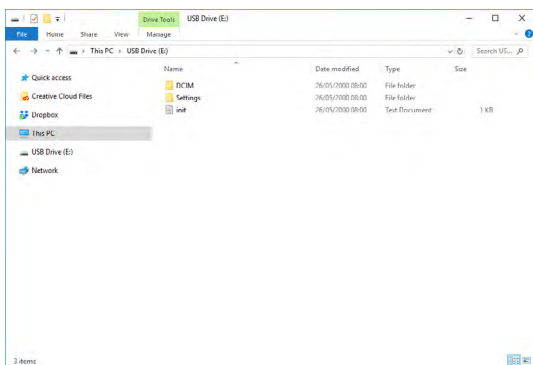 Drive Tools USB Drive (E:)
File Home Share View Manage
This PC › USB Drive (E:) Search US...
Name Date modified Type Size
Quick access
DCIM 26/05/2000 08:00 File folder
Creative Cloud Files
Settings 26/05/2000 08:00 File folder
init 26/05/2000 08:00 Text Document 1 KB
Dropbox
This PC
USB Drive (E:)
Network
3 items